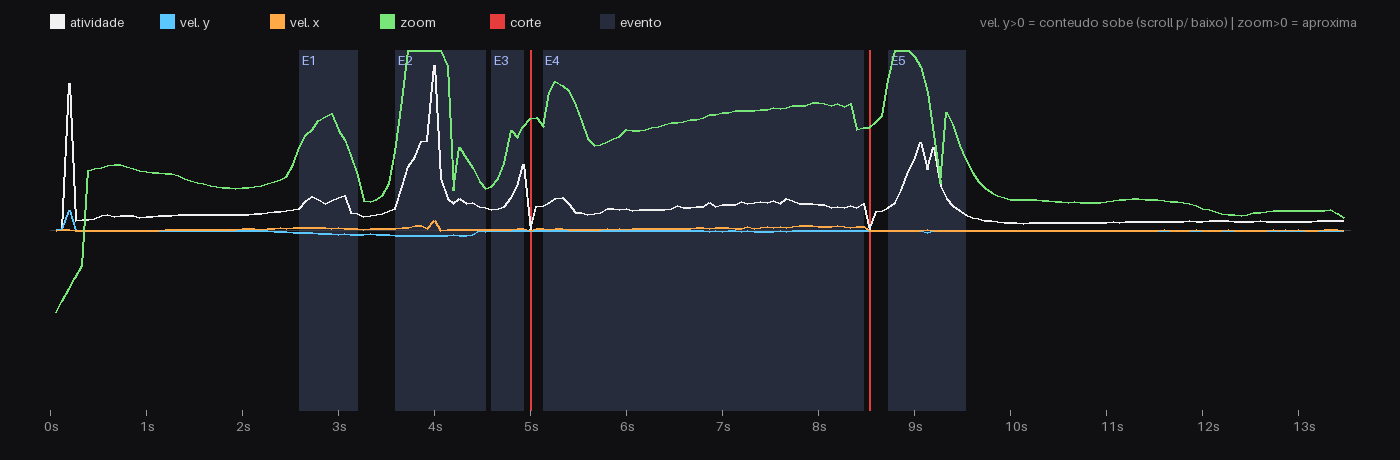 atividade vel. y vel. x zoom corte evento vel. y>0 = conteudo sobe (scroll p/ baixo) | zoom>0 = aproxima
E1 E2 E3 E4 E5
0s 1s 2s 3s 4s 5s 6s 7s 8s 9s 10s 11s 12s 13s